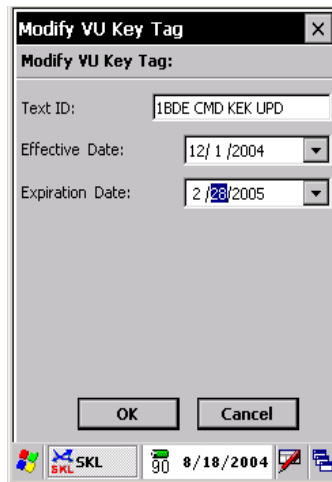 Modify VU Key Tag
Modify VU Key Tag:
Text ID: 1BDE CMD KEK UPD
Effective Date: 12/ 1 /2004
Expiration Date: 2 /28/2005
OK Cancel
SKL SKL 90 8/18/2004